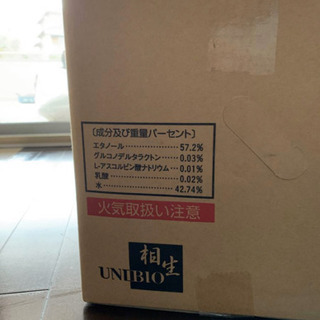 〔成分及び重量パーセント〕
エタノール……………57.2%
グルコノデルタラクトン……0.03%
L-アスコルビン酸ナトリウム…0.01%
乳酸…………………0.02%
水……………………42.74%
火気取扱い注意
相生
UNIBIO